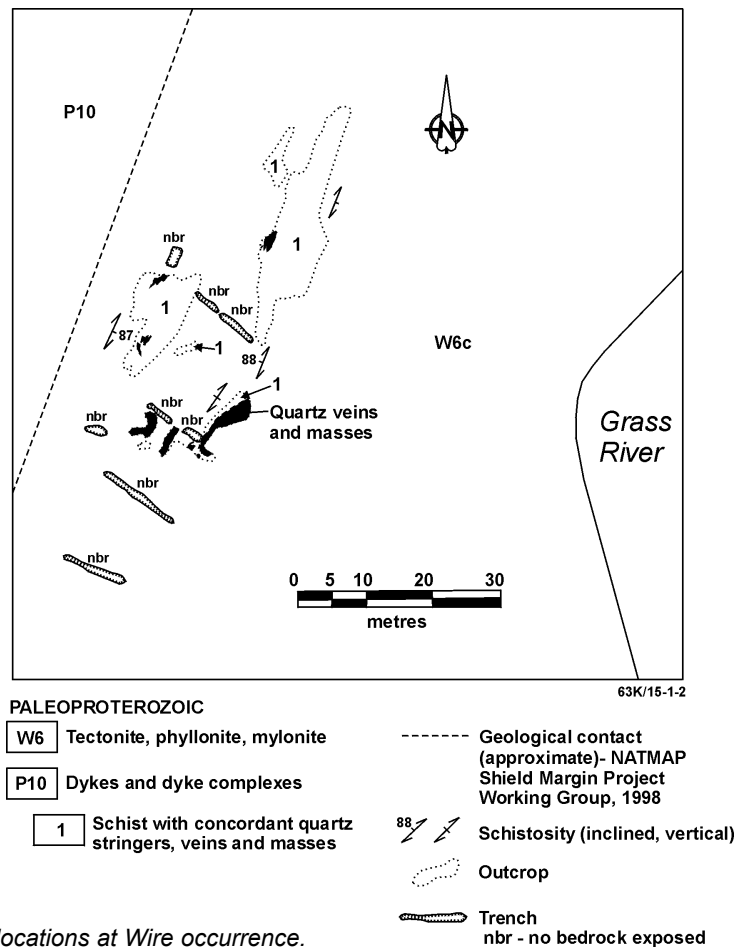 P10
N
1
1
nbr
nbr
1
nbr
87
1
88
W6c
1
nbr
Quartz veins
and masses
nbr
nbr
Grass
River
nbr
nbr
0 5 10 20 30
metres
63K/15-1-2
PALEOPROTEROZOIC
W6 Tectonite, phyllonite, mylonite
P10 Dykes and dyke complexes
1 Schist with concordant quartz
stringers, veins and masses
Geological contact
(approximate)- NATMAP
Shield Margin Project
Working Group, 1998
88 Schistosity (inclined, vertical)
Outcrop
Trench
nbr - no bedrock exposed
locations at Wire occurrence.